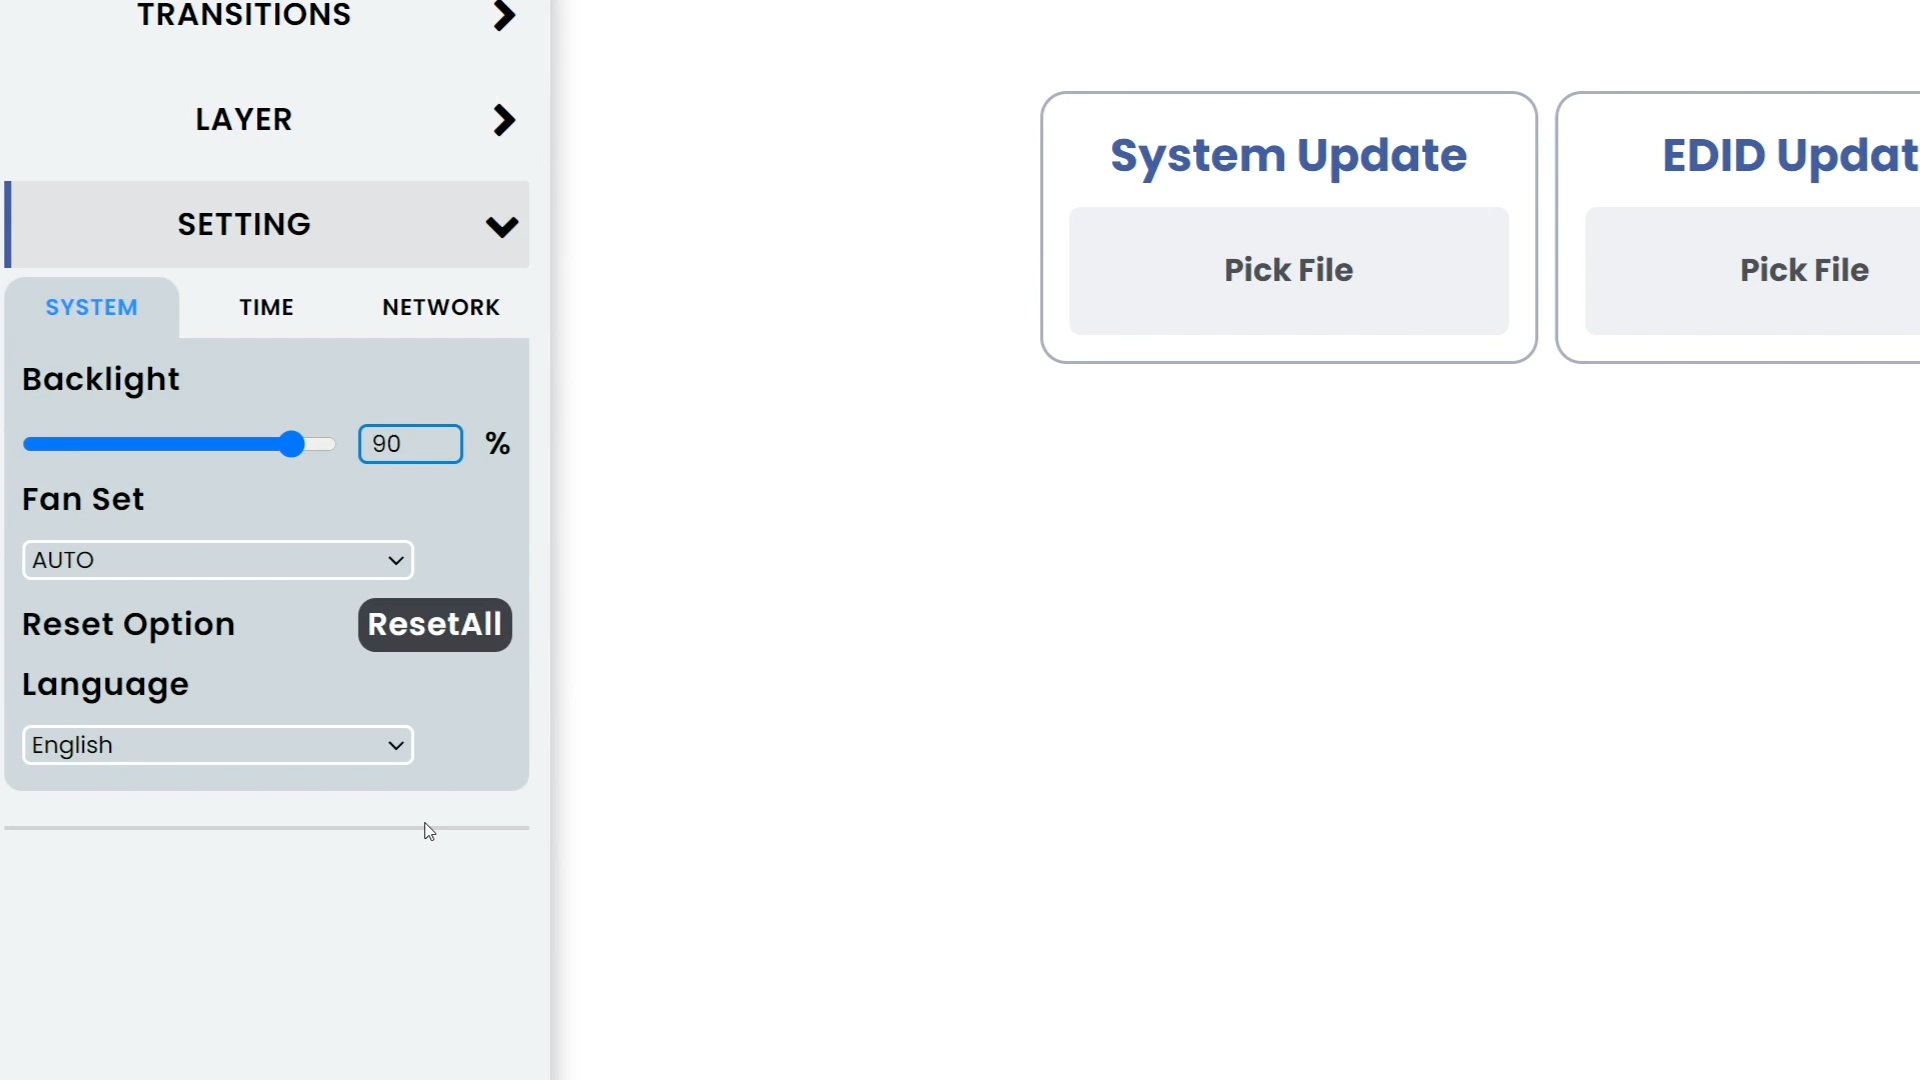 TRANSITIONS
LAYER
SETTING
SYSTEM TIME NETWORK
Backlight
90 %
Fan Set
AUTO
Reset Option ResetAll
Language
English
System Update
Pick File
EDID Updat
Pick File